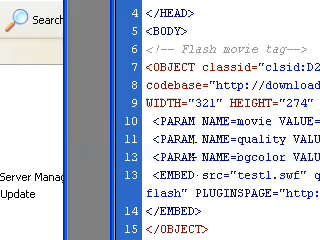 Search
Server Manag
Update
4 </HEAD>
5 <BODY>
6 <!-- Flash movie tag-->
7 <OBJECT classid="clsid:D2
8 codebase="http://download
9 WIDTH="321" HEIGHT="274"
10 <PARAM NAME=movie VALUE=
11 <PARAM NAME=quality VALU
12 <PARAM NAME=bgcolor VALU
13 <EMBED src="test1.swf" q
flash" PLUGINSPAGE="http:
14 </EMBED>
15 </OBJECT>